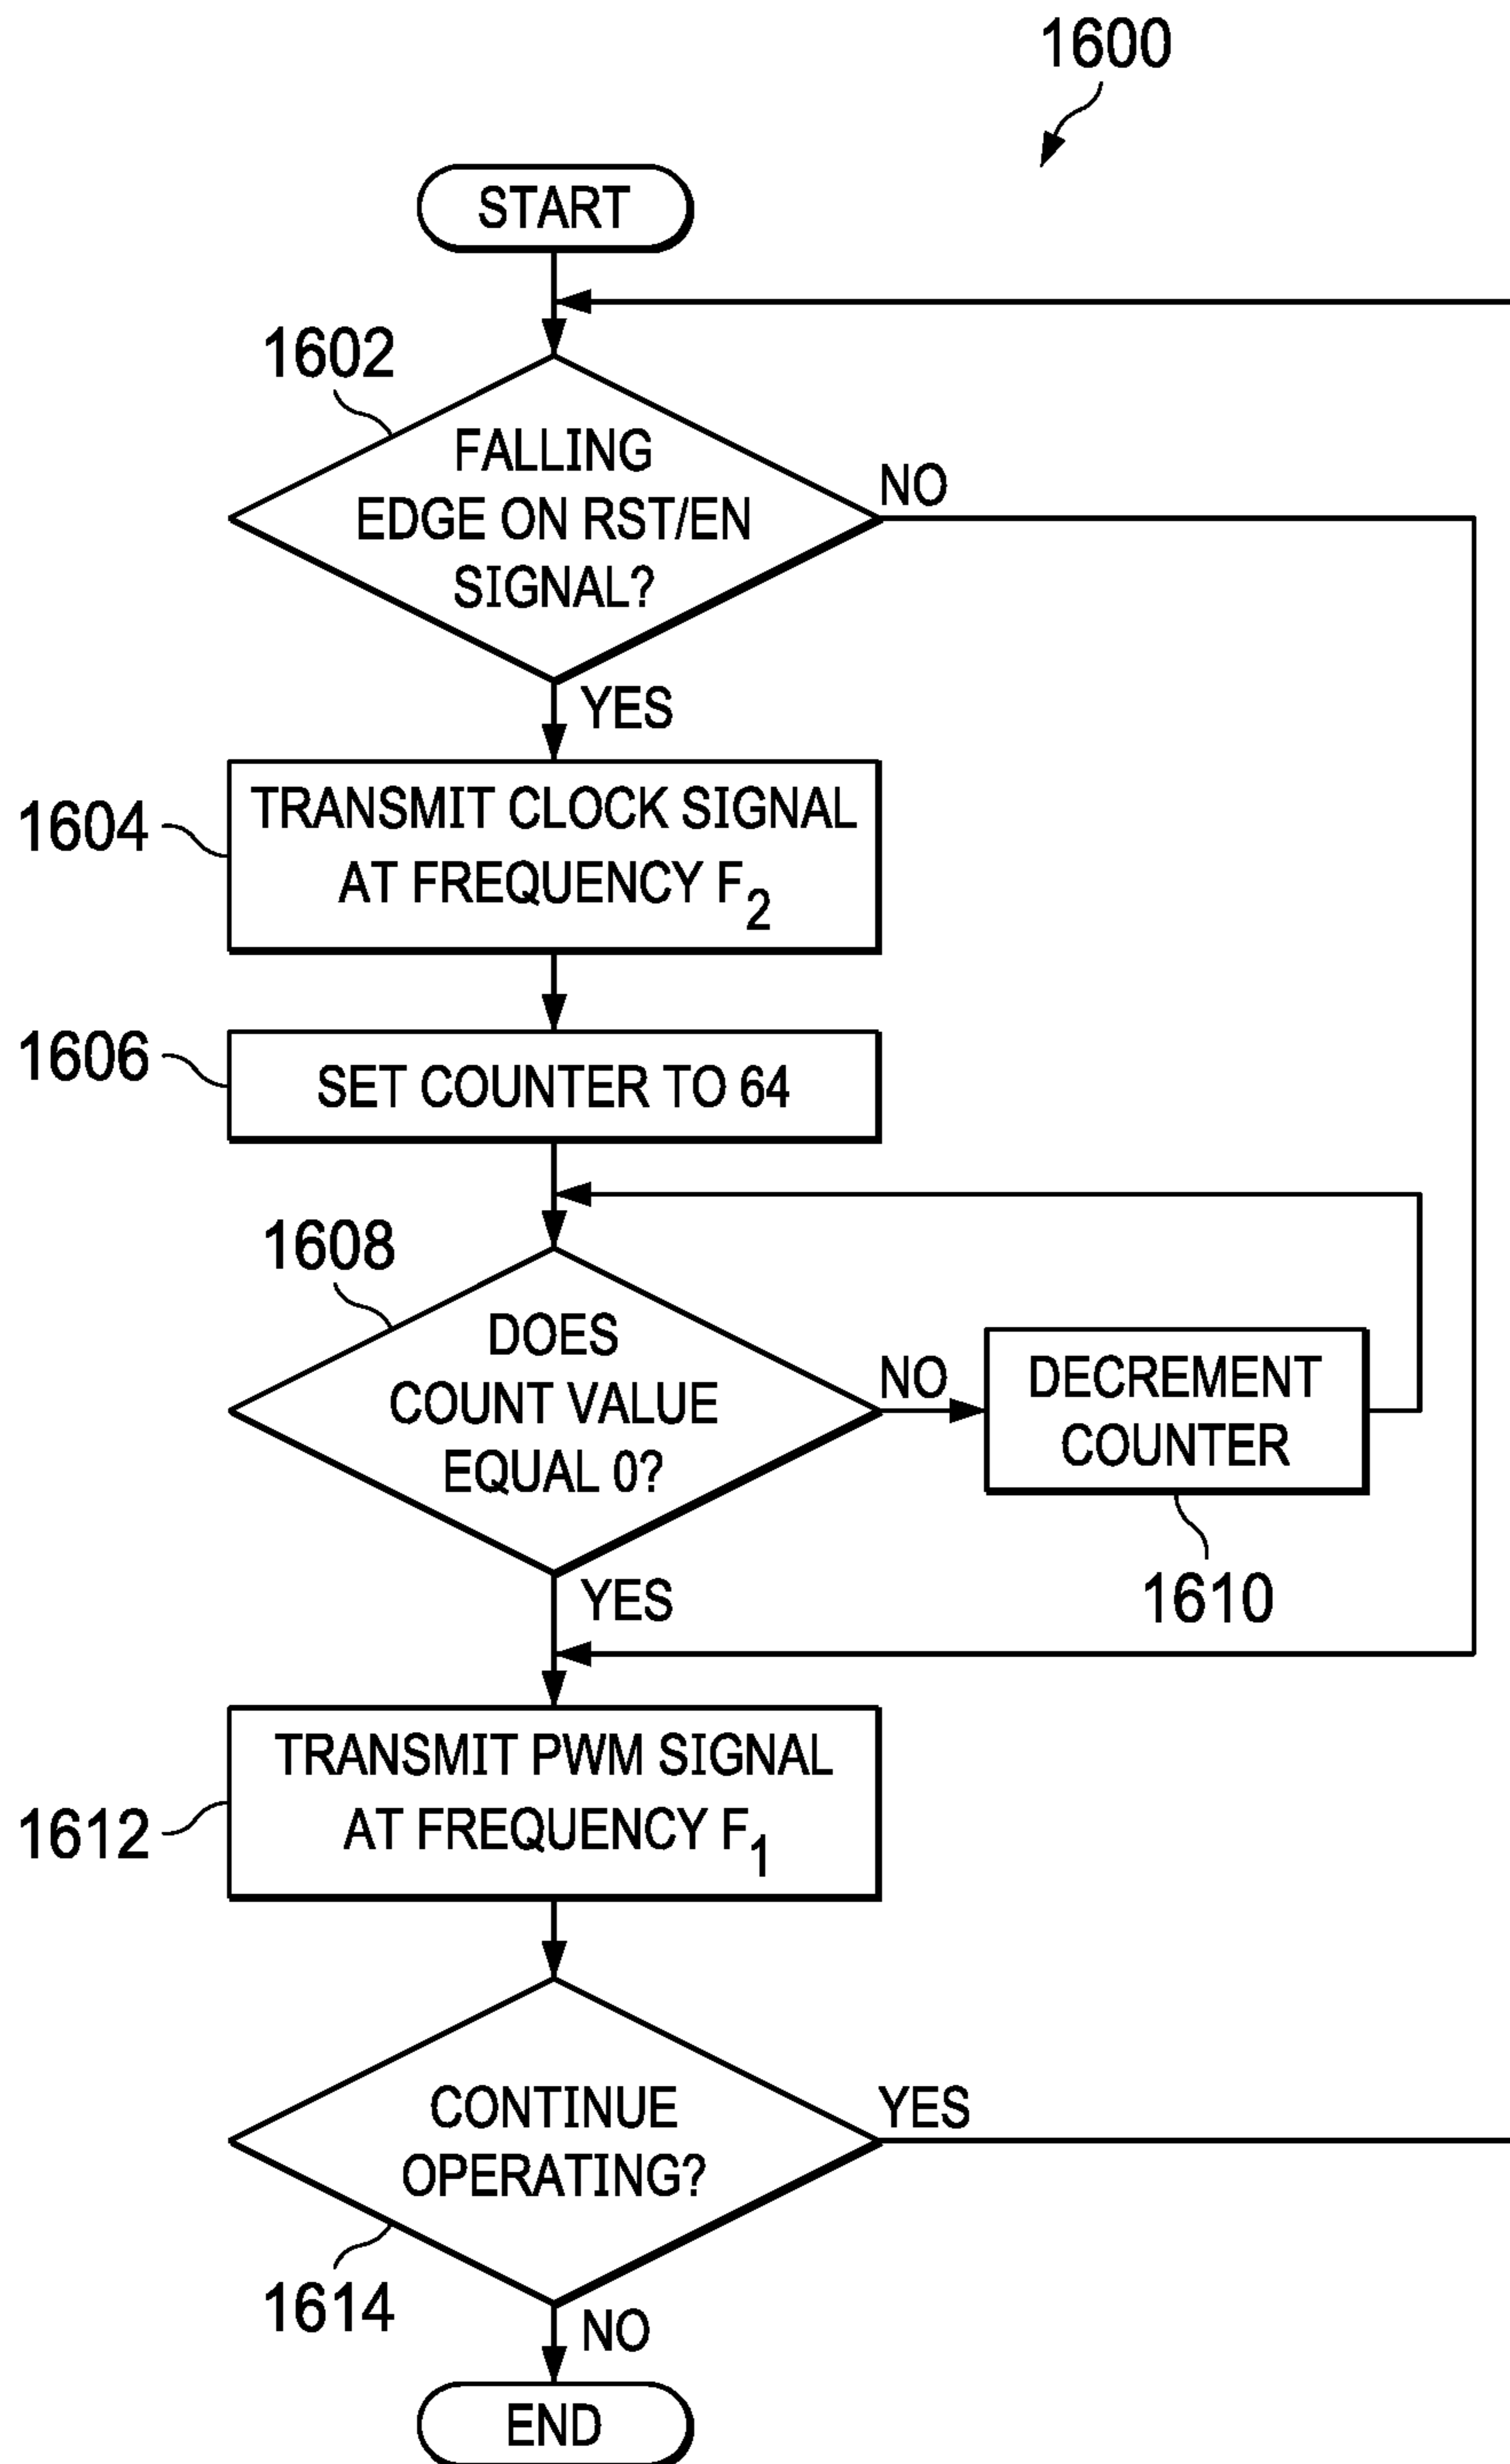 1600
START
1602
FALLING
EDGE ON RST/EN
SIGNAL?
NO
YES
1604
TRANSMIT CLOCK SIGNAL
AT FREQUENCY F2
1606
SET COUNTER TO 64
1608
DOES
COUNT VALUE
EQUAL 0?
NO
DECREMENT
COUNTER
1610
YES
1612
TRANSMIT PWM SIGNAL
AT FREQUENCY F1
CONTINUE
OPERATING?
YES
1614
NO
END